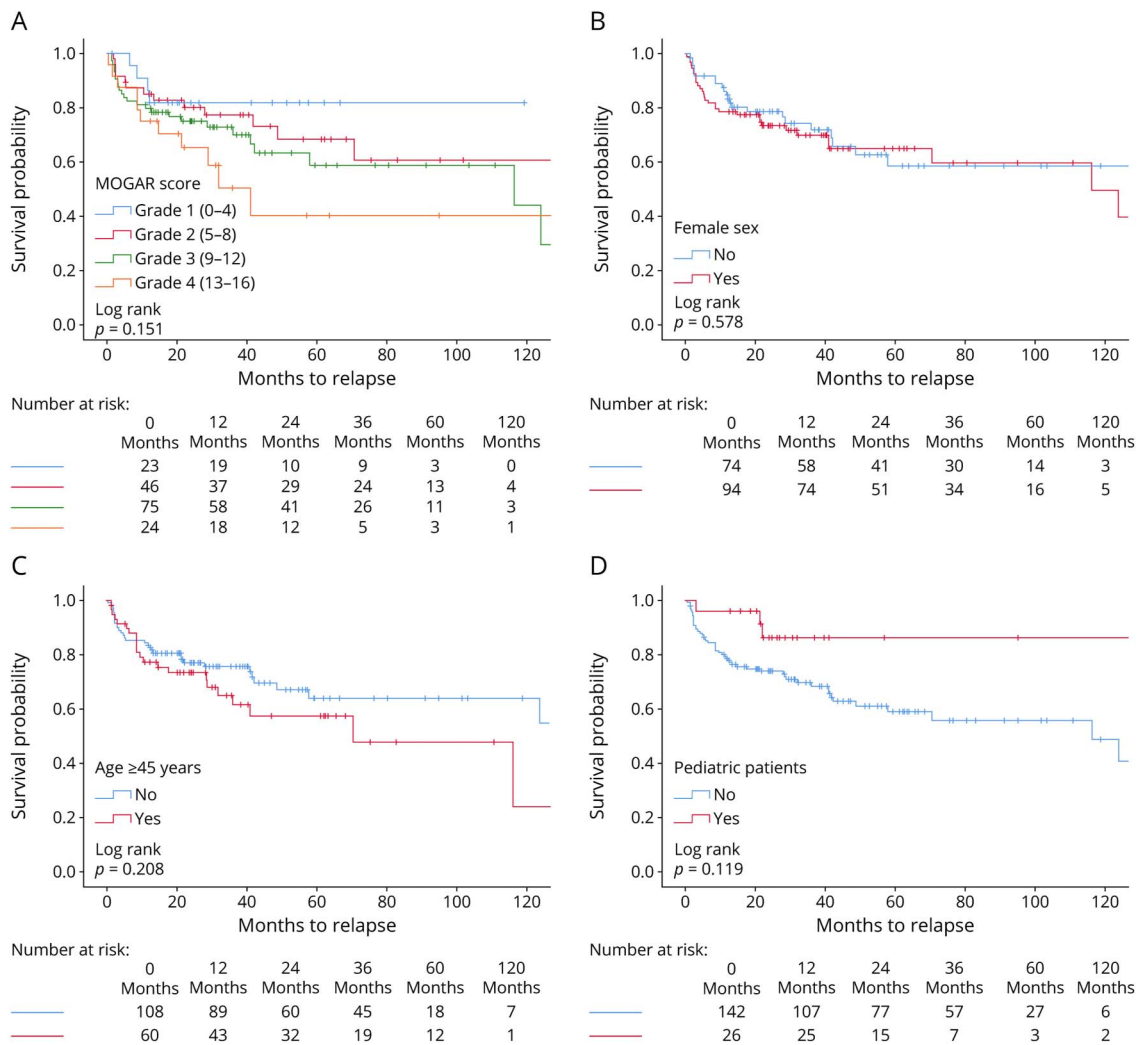 A
Survival probability
1.0
0.8
0.6
0.4
0.2
0.0
MOGAR score
Grade 1 (0–4)
Grade 2 (5–8)
Grade 3 (9–12)
Grade 4 (13–16)
Log rank
p = 0.151
0 20 40 60 80 100 120
Months to relapse
Number at risk:
0 12 24 36 60 120
Months Months Months Months Months Months
23 19 10 9 3 0
46 37 29 24 13 4
75 58 41 26 11 3
24 18 12 5 3 1
B
Survival probability
1.0
0.8
0.6
0.4
0.2
0.0
Female sex
No
Yes
Log rank
p = 0.578
0 20 40 60 80 100 120
Months to relapse
Number at risk:
0 12 24 36 60 120
Months Months Months Months Months Months
74 58 41 30 14 3
94 74 51 34 16 5
C
Survival probability
1.0
0.8
0.6
0.4
0.2
0.0
Age ≥45 years
No
Yes
Log rank
p = 0.208
0 20 40 60 80 100 120
Months to relapse
Number at risk:
0 12 24 36 60 120
Months Months Months Months Months Months
108 89 60 45 18 7
60 43 32 19 12 1
D
Survival probability
1.0
0.8
0.6
0.4
0.2
0.0
Pediatric patients
No
Yes
Log rank
p = 0.119
0 20 40 60 80 100 120
Months to relapse
Number at risk:
0 12 24 36 60 120
Months Months Months Months Months Months
142 107 77 57 27 6
26 25 15 7 3 2